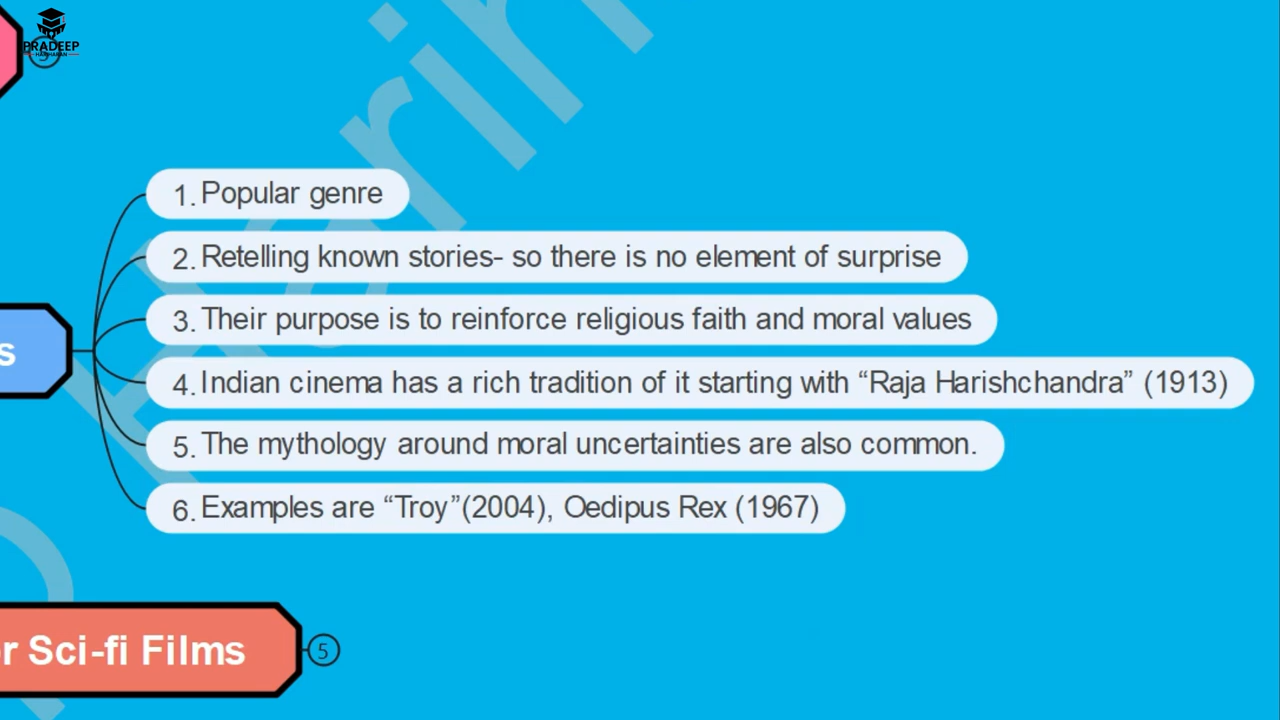 PRADEEP
HARIHARAN
1. Popular genre
2. Retelling known stories- so there is no element of surprise
3. Their purpose is to reinforce religious faith and moral values
s
4. Indian cinema has a rich tradition of it starting with “Raja Harishchandra” (1913)
5. The mythology around moral uncertainties are also common.
6. Examples are “Troy”(2004), Oedipus Rex (1967)
or Sci-fi Films 5